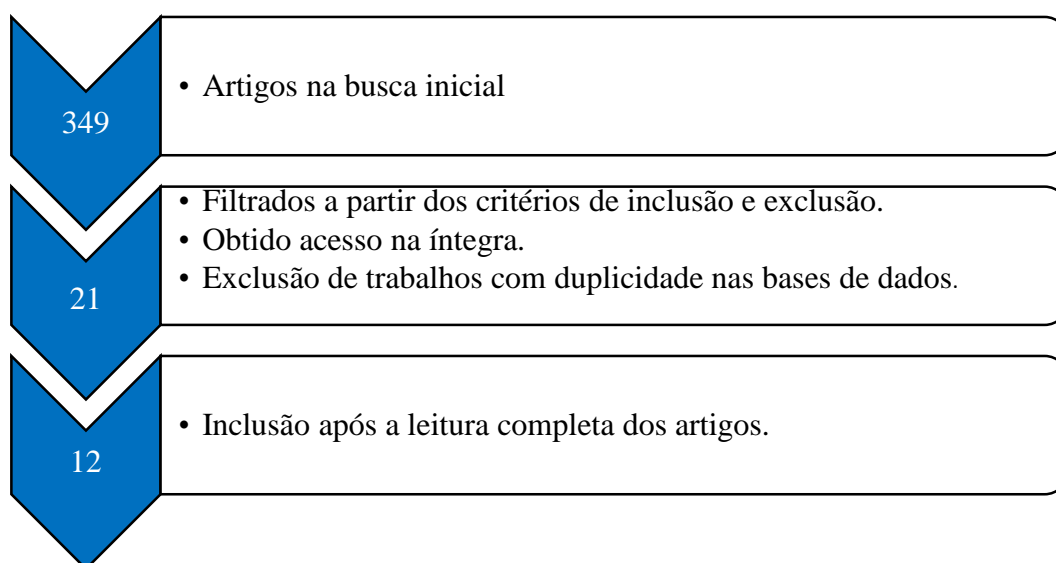 349
• Artigos na busca inicial
21
• Filtrados a partir dos critérios de inclusão e exclusão.
• Obtido acesso na íntegra.
• Exclusão de trabalhos com duplicidade nas bases de dados.
12
• Inclusão após a leitura completa dos artigos.